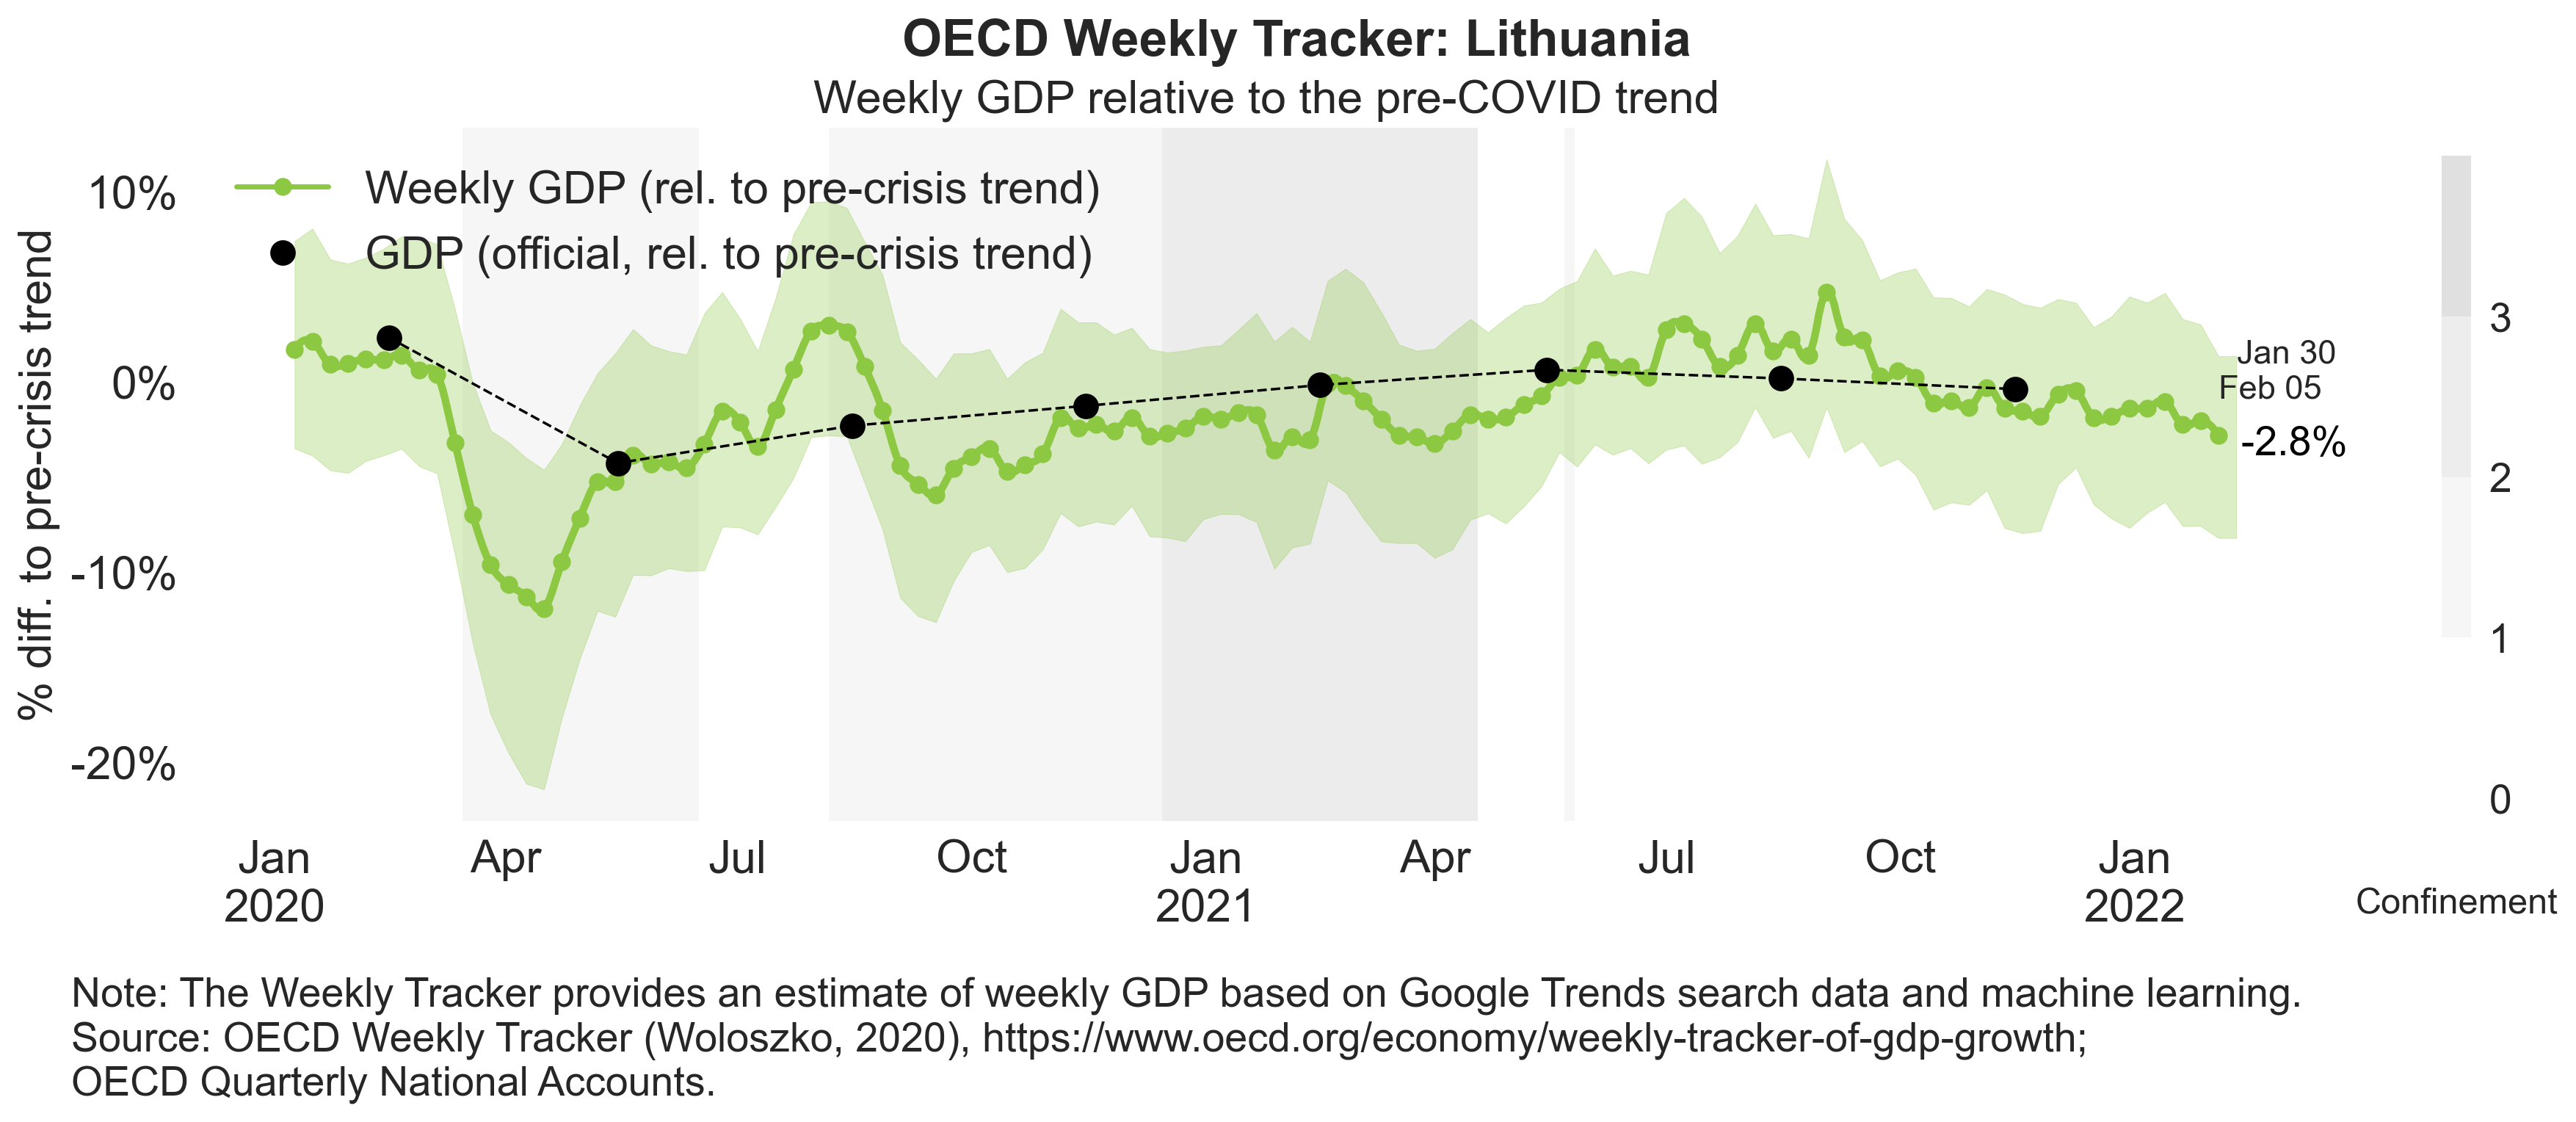 OECD Weekly Tracker: Lithuania
Weekly GDP relative to the pre-COVID trend
% diff. to pre-crisis trend
10%
0%
-10%
-20%
Weekly GDP (rel. to pre-crisis trend)
GDP (official, rel. to pre-crisis trend)
Jan 30
Feb 05
-2.8%
3
2
1
0
Confinement
Jan Apr Jul Oct Jan Apr Jul Oct Jan
2020 2021 2022
Note: The Weekly Tracker provides an estimate of weekly GDP based on Google Trends search data and machine learning.
Source: OECD Weekly Tracker (Woloszko, 2020), https://www.oecd.org/economy/weekly-tracker-of-gdp-growth;
OECD Quarterly National Accounts.